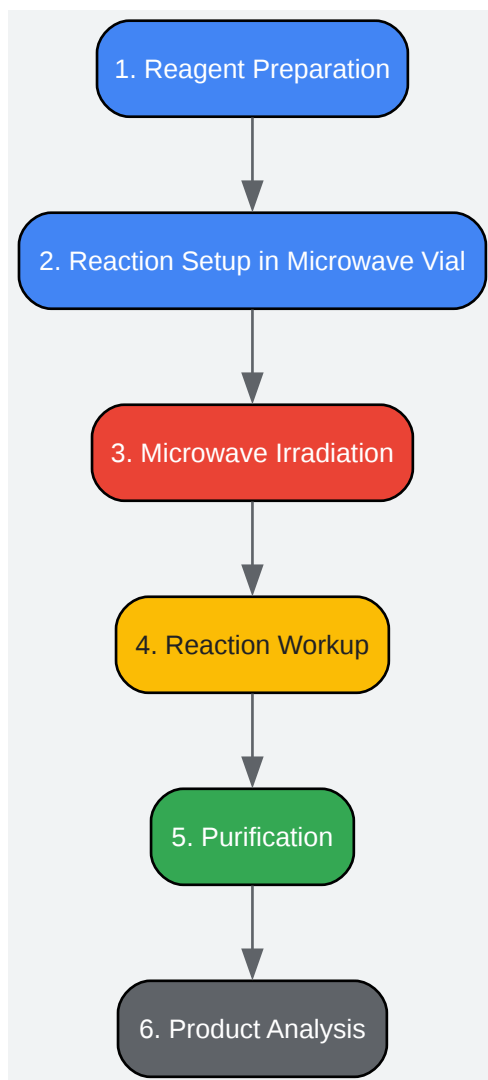 1. Reagent Preparation
2. Reaction Setup in Microwave Vial
3. Microwave Irradiation
4. Reaction Workup
5. Purification
6. Product Analysis